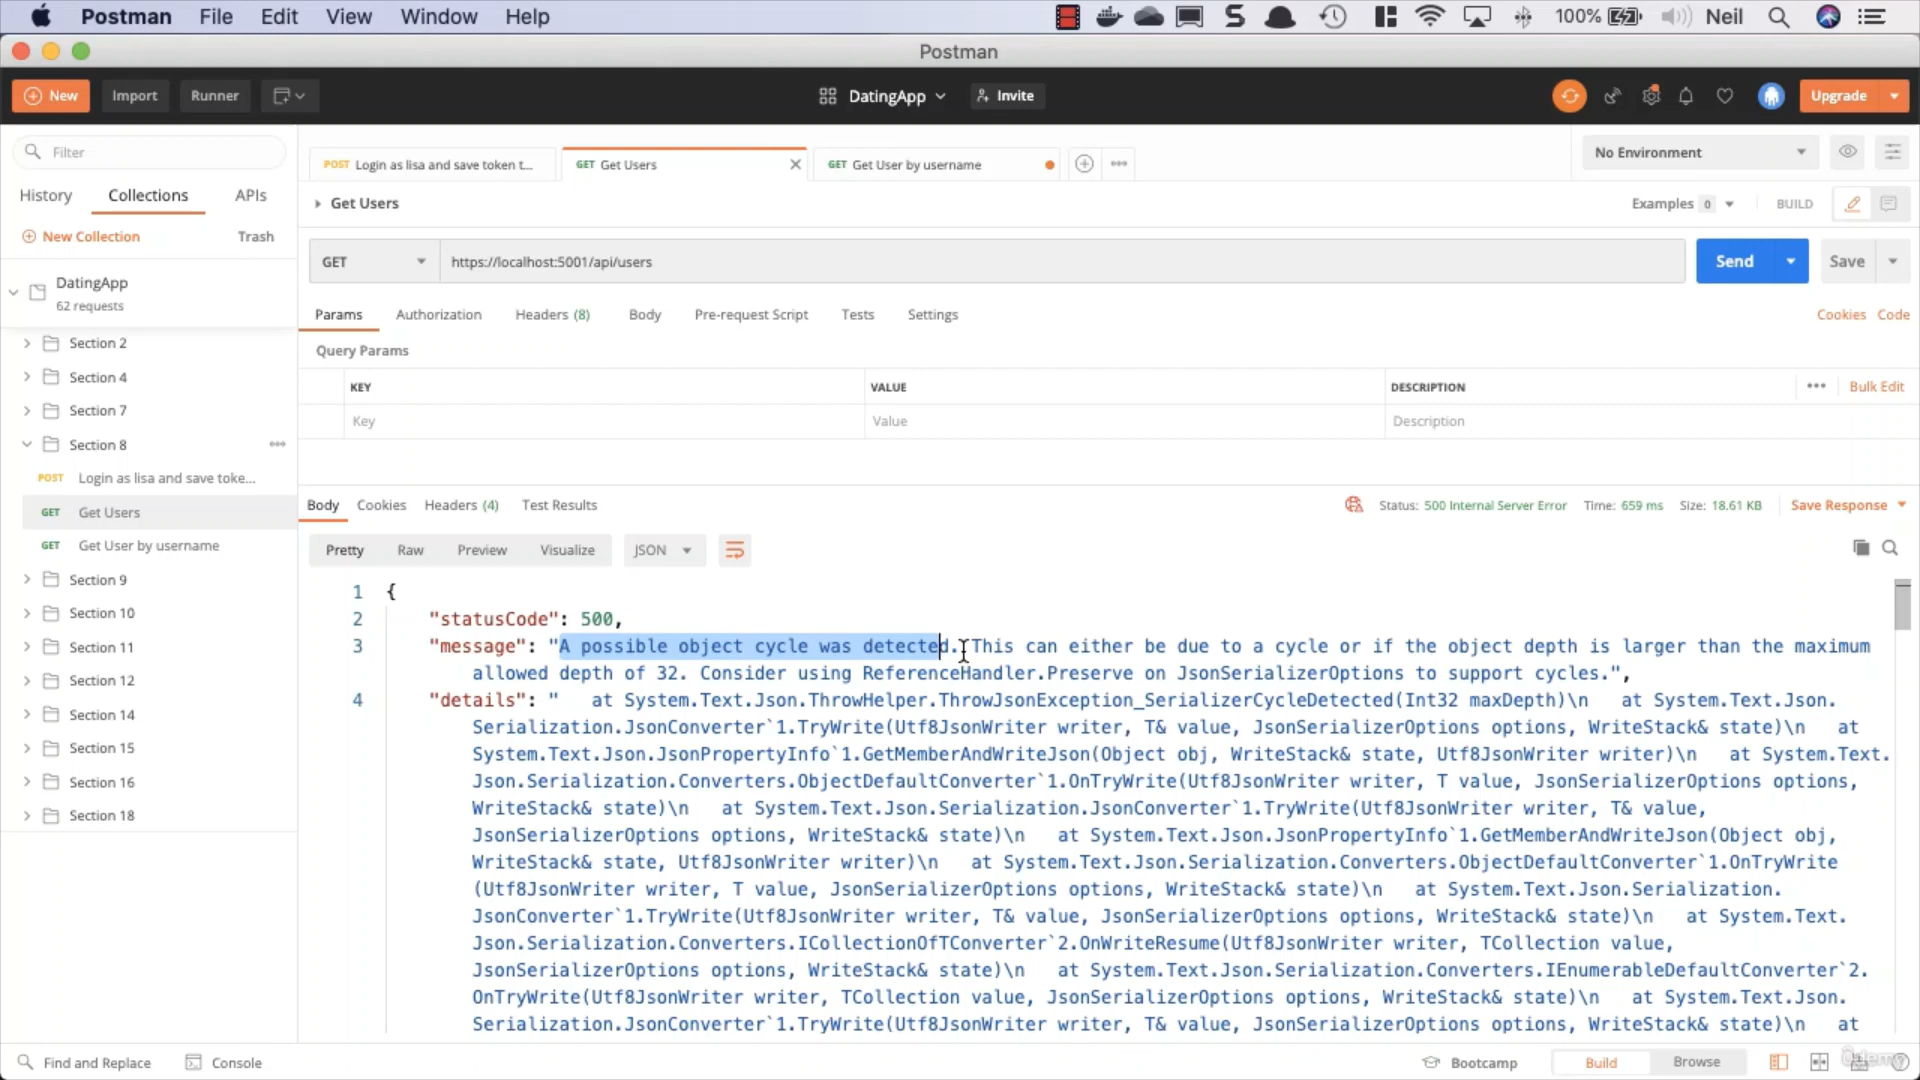 Postman File Edit View Window Help 100% Neil
Postman
New Import Runner DatingApp Invite Upgrade
Filter
History Collections APIs
New Collection Trash
DatingApp
62 requests
Section 2
Section 4
Section 7
Section 8
POST Login as lisa and save toke...
GET Get Users
GET Get User by username
Section 9
Section 10
Section 11
Section 12
Section 14
Section 15
Section 16
Section 18
POST Login as lisa and save token t... GET Get Users GET Get User by username No Environment
Get Users Examples 0 BUILD
GET https://localhost:5001/api/users Send Save
Params Authorization Headers (8) Body Pre-request Script Tests Settings Cookies Code
Query Params
KEY VALUE DESCRIPTION Bulk Edit
Key Value Description
Body Cookies Headers (4) Test Results Status: 500 Internal Server Error Time: 659 ms Size: 18.61 KB Save Response
Pretty Raw Preview Visualize JSON
1 {
2 "statusCode": 500,
3 "message": "A possible object cycle was detected. This can either be due to a cycle or if the object depth is larger than the maximum
allowed depth of 32. Consider using ReferenceHandler.Preserve on JsonSerializerOptions to support cycles.",
4 "details": "   at System.Text.Json.ThrowHelper.ThrowJsonException_SerializerCycleDetected(Int32 maxDepth)\n   at System.Text.Json.
Serialization.JsonConverter`1.TryWrite(Utf8JsonWriter writer, T& value, JsonSerializerOptions options, WriteStack& state)\n   at
System.Text.Json.JsonPropertyInfo`1.GetMemberAndWriteJson(Object obj, WriteStack& state, Utf8JsonWriter writer)\n   at System.Text.
Json.Serialization.Converters.ObjectDefaultConverter`1.OnTryWrite(Utf8JsonWriter writer, T value, JsonSerializerOptions options,
WriteStack& state)\n   at System.Text.Json.Serialization.JsonConverter`1.TryWrite(Utf8JsonWriter writer, T& value,
JsonSerializerOptions options, WriteStack& state)\n   at System.Text.Json.JsonPropertyInfo`1.GetMemberAndWriteJson(Object obj,
WriteStack& state, Utf8JsonWriter writer)\n   at System.Text.Json.Serialization.Converters.ObjectDefaultConverter`1.OnTryWrite
(Utf8JsonWriter writer, T value, JsonSerializerOptions options, WriteStack& state)\n   at System.Text.Json.Serialization.
JsonConverter`1.TryWrite(Utf8JsonWriter writer, T& value, JsonSerializerOptions options, WriteStack& state)\n   at System.Text.
Json.Serialization.Converters.ICollectionOfTConverter`2.OnWriteResume(Utf8JsonWriter writer, TCollection value,
JsonSerializerOptions options, WriteStack& state)\n   at System.Text.Json.Serialization.Converters.IEnumerableDefaultConverter`2.
OnTryWrite(Utf8JsonWriter writer, TCollection value, JsonSerializerOptions options, WriteStack& state)\n   at System.Text.Json.
Serialization.JsonConverter`1.TryWrite(Utf8JsonWriter writer, T& value, JsonSerializerOptions options, WriteStack& state)\n   at
Find and Replace Console Bootcamp Build Browse